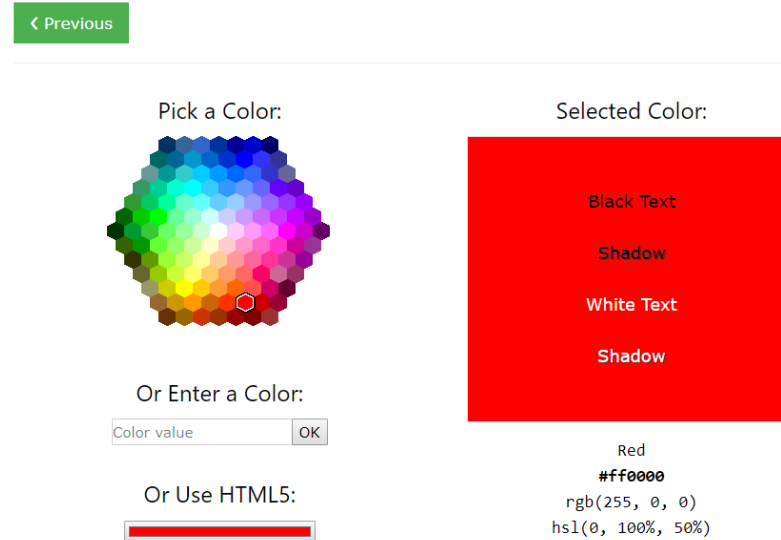 ❮ Previous
Pick a Color:
Or Enter a Color:
Color value OK
Or Use HTML5:
Selected Color:
Black Text
Shadow
White Text
Shadow
Red
#ff0000
rgb(255, 0, 0)
hsl(0, 100%, 50%)